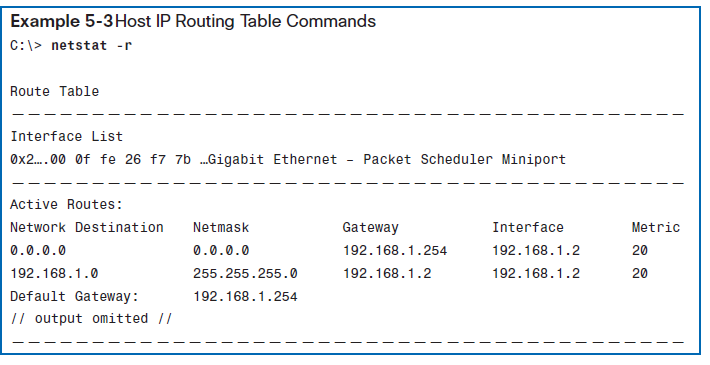 Example 5-3 Host IP Routing Table Commands
C:\> netstat -r
Route Table
Interface List
0x2….00 0f fe 26 f7 7b …Gigabit Ethernet – Packet Scheduler Miniport
Active Routes:
Network Destination Netmask Gateway Interface Metric
0.0.0.0 0.0.0.0 192.168.1.254 192.168.1.2 20
192.168.1.0 255.255.255.0 192.168.1.2 192.168.1.2 20
Default Gateway: 192.168.1.254
// output omitted //